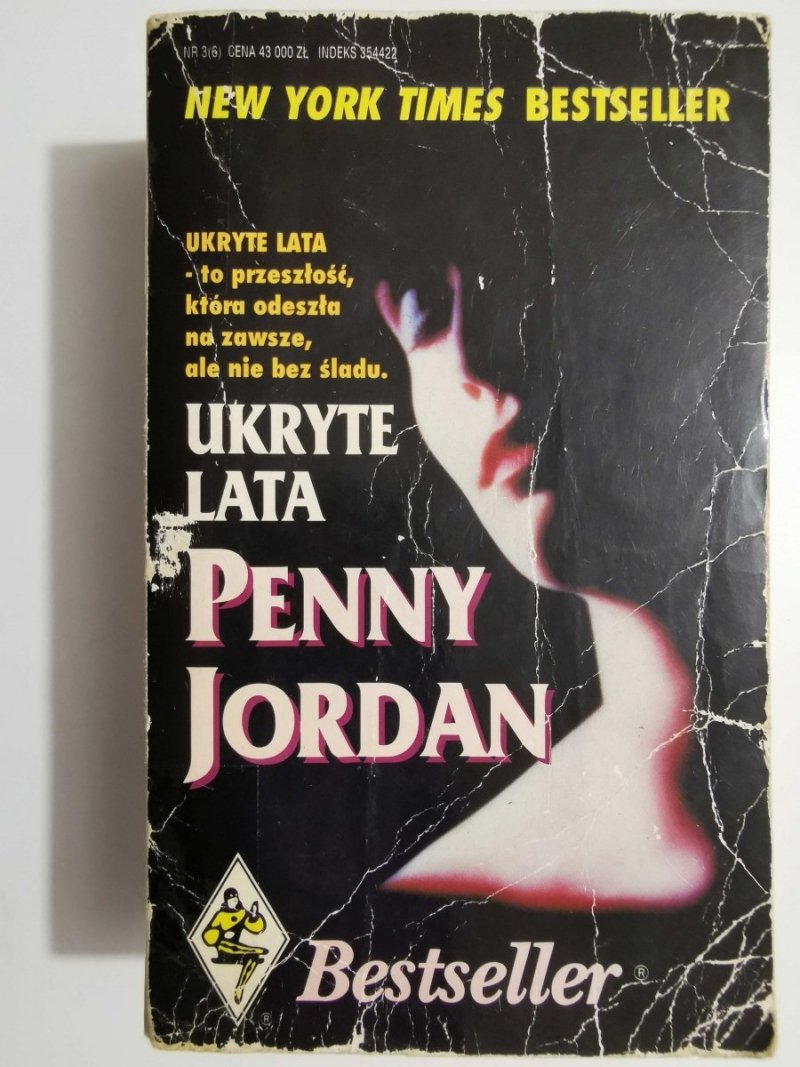 NR 3(6) CENA 43 000 ZŁ INDEKS 354422
NEW YORK TIMES BESTSELLER
UKRYTE LATA
- to przeszłość,
która odeszła
na zawsze,
ale nie bez śladu.
UKRYTE
LATA
PENNY
JORDAN
Bestseller ®
®